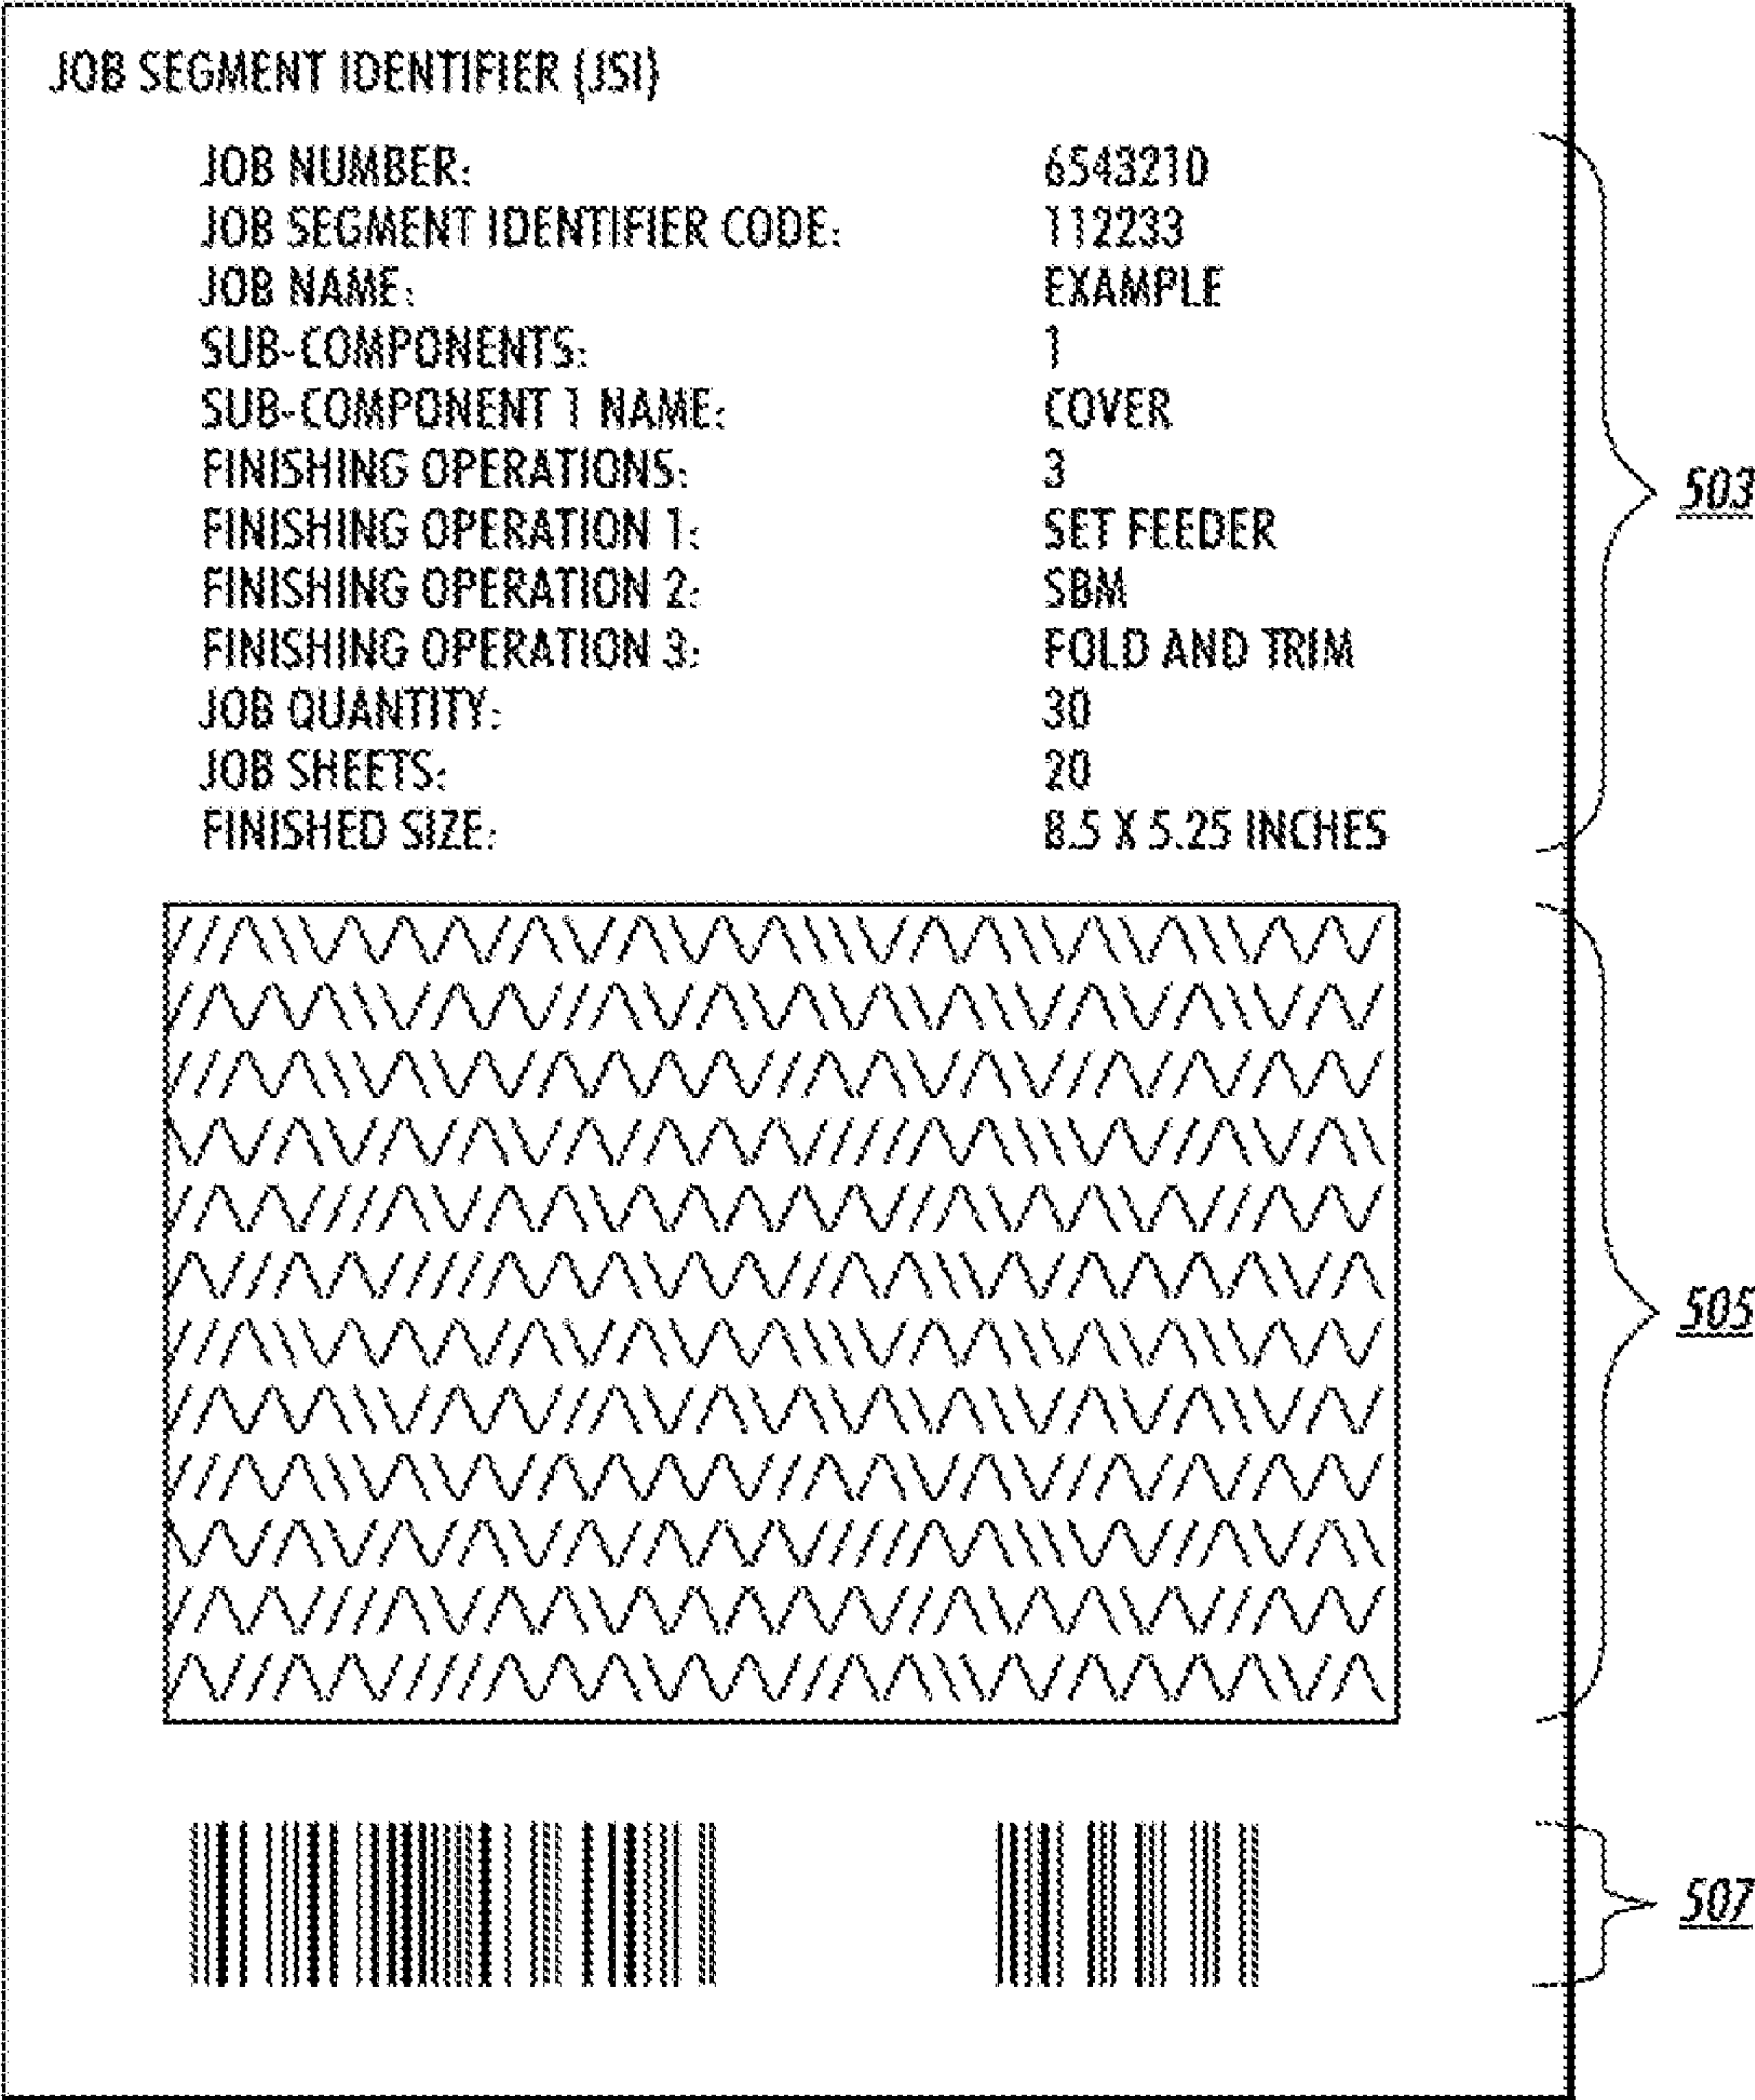 JOB SEGMENT IDENTIFIER (JSI)
JOB NUMBER: 6543210
JOB SEGMENT IDENTIFIER CODE: 112233
JOB NAME: EXAMPLE
SUB-COMPONENTS: 1
SUB-COMPONENT 1 NAME: COVER
FINISHING OPERATIONS: 3
FINISHING OPERATION 1: SET FEEDER
FINISHING OPERATION 2: SBM
FINISHING OPERATION 3: FOLD AND TRIM
JOB QUANTITY: 30
JOB SHEETS: 20
FINISHED SIZE: 8.5 X 5.25 INCHES
503
505
507